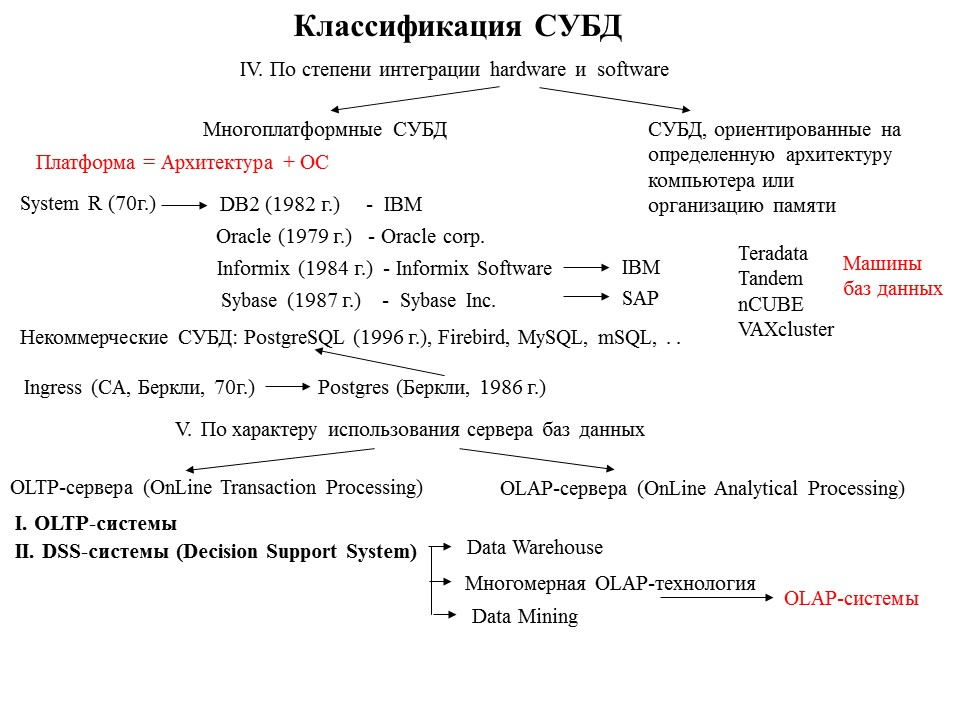 Классификация СУБД
IV. По степени интеграции hardware и software
Многоплатформные СУБД
Платформа = Архитектура + ОС
СУБД, ориентированные на
определенную архитектуру
компьютера или
организацию памяти
System R (70г.)
DB2 (1982 г.) - IBM
Oracle (1979 г.) - Oracle corp.
Informix (1984 г.) - Informix Software
IBM
Sybase (1987 г.) - Sybase Inc.
SAP
Teradata
Tandem
nCUBE
VAXcluster
Машины
баз данных
Некоммерческие СУБД: PostgreSQL (1996 г.), Firebird, MySQL, mSQL, . .
Ingress (CA, Беркли, 70г.)
Postgres (Беркли, 1986 г.)
V. По характеру использования сервера баз данных
OLTP-сервера (OnLine Transaction Processing)
OLAP-сервера (OnLine Analytical Processing)
I. OLTP-системы
II. DSS-системы (Decision Support System)
Data Warehouse
Многомерная OLAP-технология
OLAP-системы
Data Mining